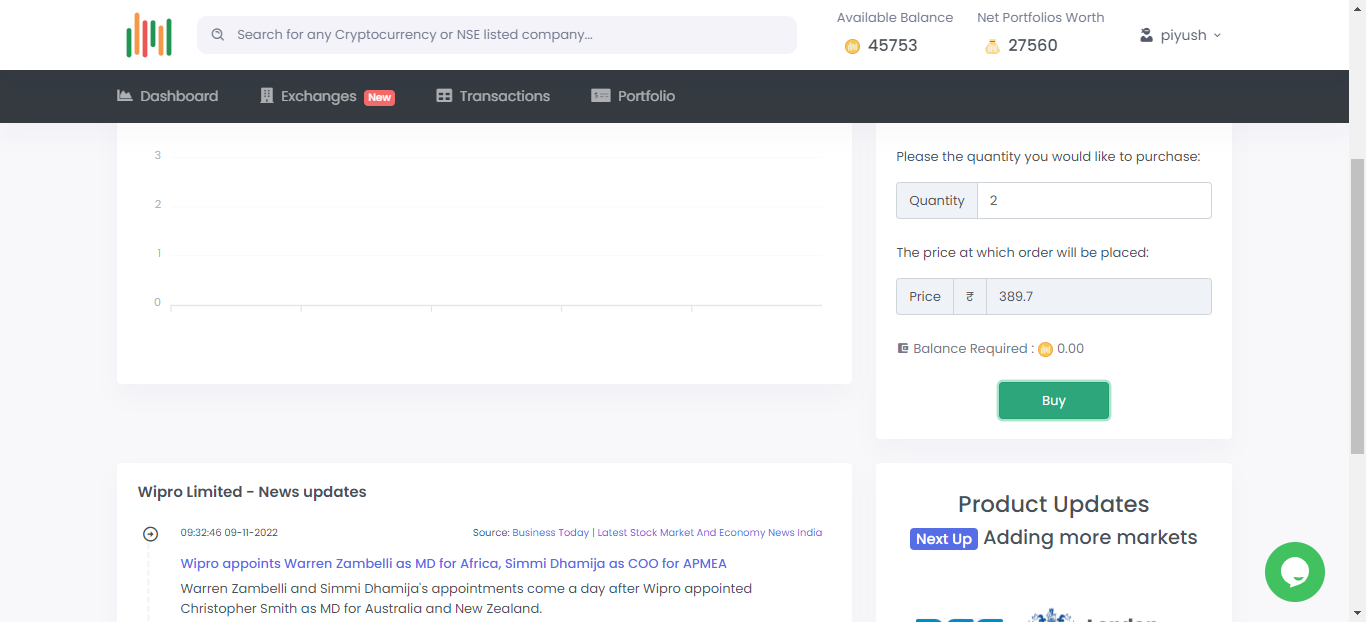 Search for any Cryptocurrency or NSE listed company...
Available Balance
45753
Net Portfolios Worth
27560
piyush
Dashboard
Exchanges New
Transactions
Portfolio
3
2
1
0
Please the quantity you would like to purchase:
Quantity 2
The price at which order will be placed:
Price ₹ 389.7
Balance Required : 0.00
Buy
Wipro Limited - News updates
09:32:46 09-11-2022 Source: Business Today | Latest Stock Market And Economy News India
Wipro appoints Warren Zambelli as MD for Africa, Simmi Dhamija as COO for APMEA
Warren Zambelli and Simmi Dhamija's appointments come a day after Wipro appointed
Christopher Smith as MD for Australia and New Zealand.
Product Updates
Next Up Adding more markets